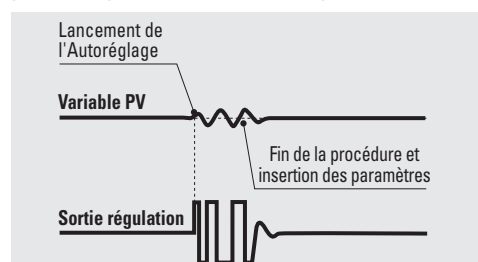 Lancement de
l'Autoréglage
Variable PV
Fin de la procédure et
insertion des paramètres
Sortie régulation